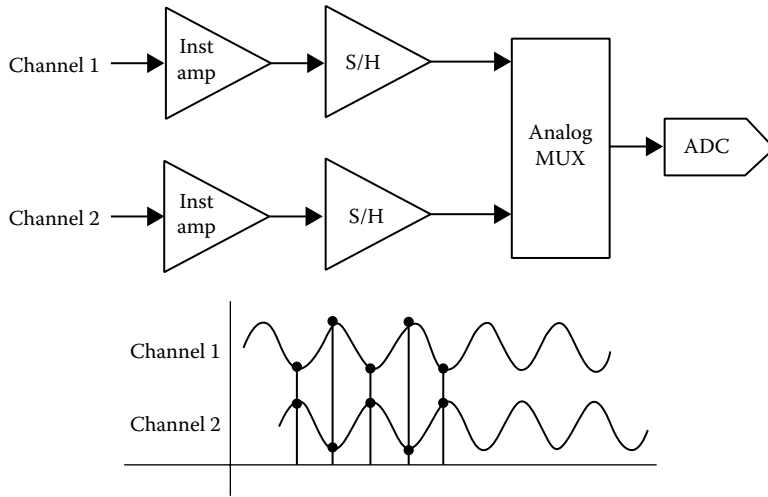 Channel 1
Inst
amp
S/H
Analog
MUX
ADC
Channel 2
Inst
amp
S/H
Channel 1
Channel 2